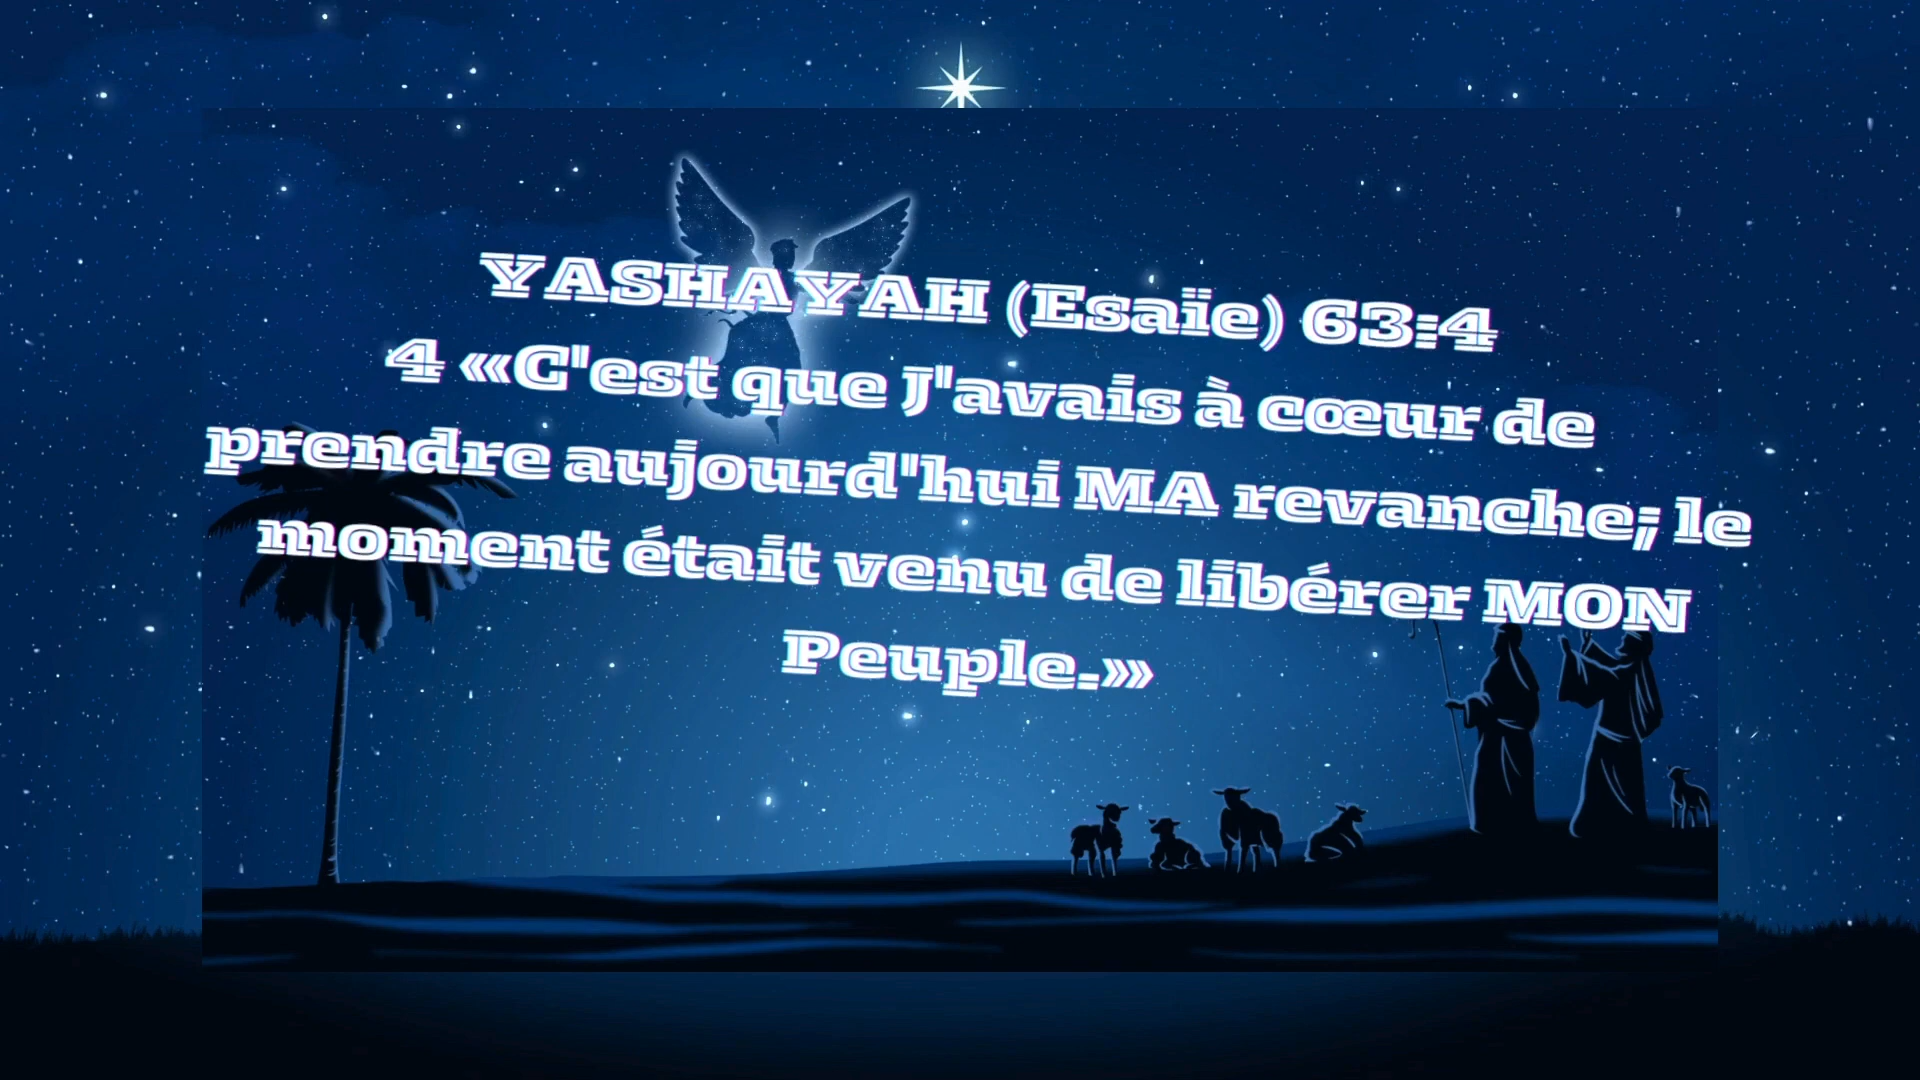 YASHAYAH (Esaïe) 63:4
4 «C'est que J'avais à cœur de
prendre aujourd'hui MA revanche; le
moment était venu de libérer MON
Peuple.»